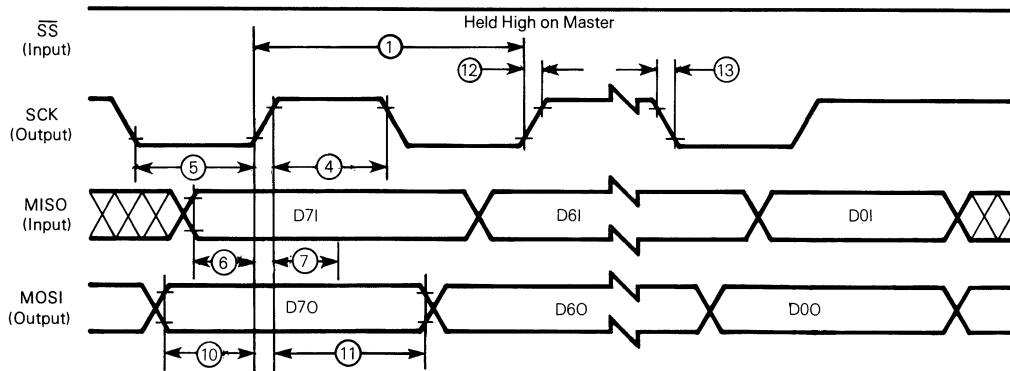 Held High on Master
S̅S̅
(Input)
1
12
13
SCK
(Output)
5
4
MISO
(Input)
D7I
D6I
D0I
6
7
MOSI
(Output)
D7O
D6O
D0O
10
11